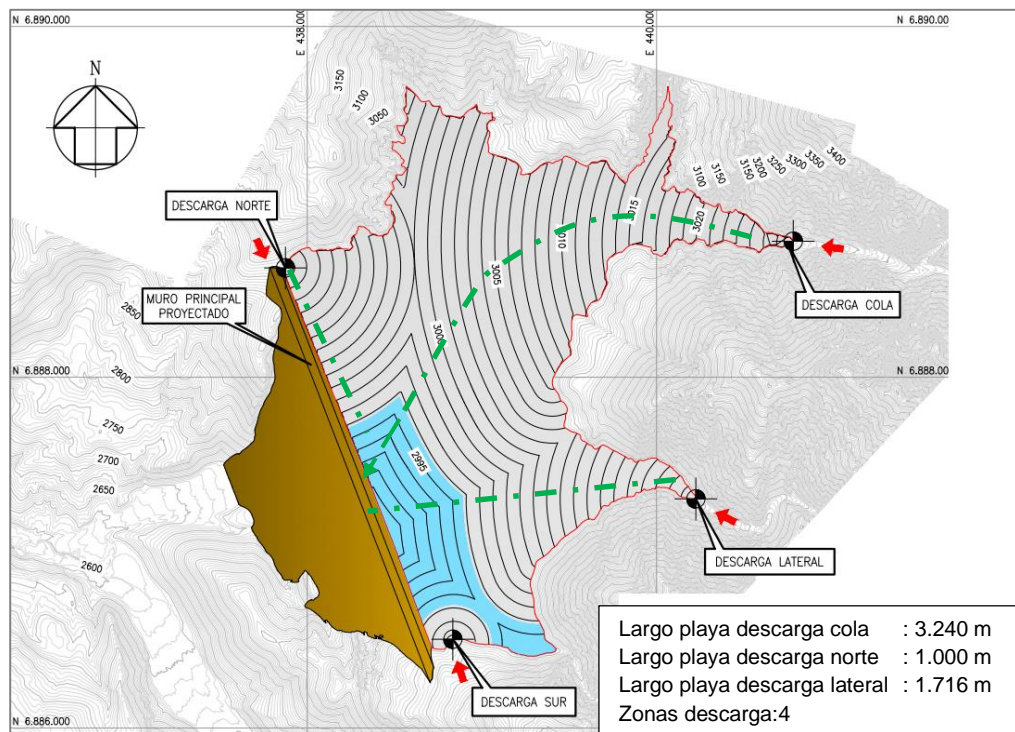 N 6.890.000
E 438.000
E 440.000
N 6.890.00
N
3150
3100
3050
3400
3350
3300
3250
3200
3150
3150
3100
3015
3020
3010
3005
DESCARGA NORTE
MURO PRINCIPAL
PROYECTADO
DESCARGA COLA
2850
2800
N 6.888.000
N 6.888.00
2750
2700
2650
2995
2600
DESCARGA LATERAL
DESCARGA SUR
N 6.886.000
Largo playa descarga cola : 3.240 m
Largo playa descarga norte : 1.000 m
Largo playa descarga lateral : 1.716 m
Zonas descarga:4